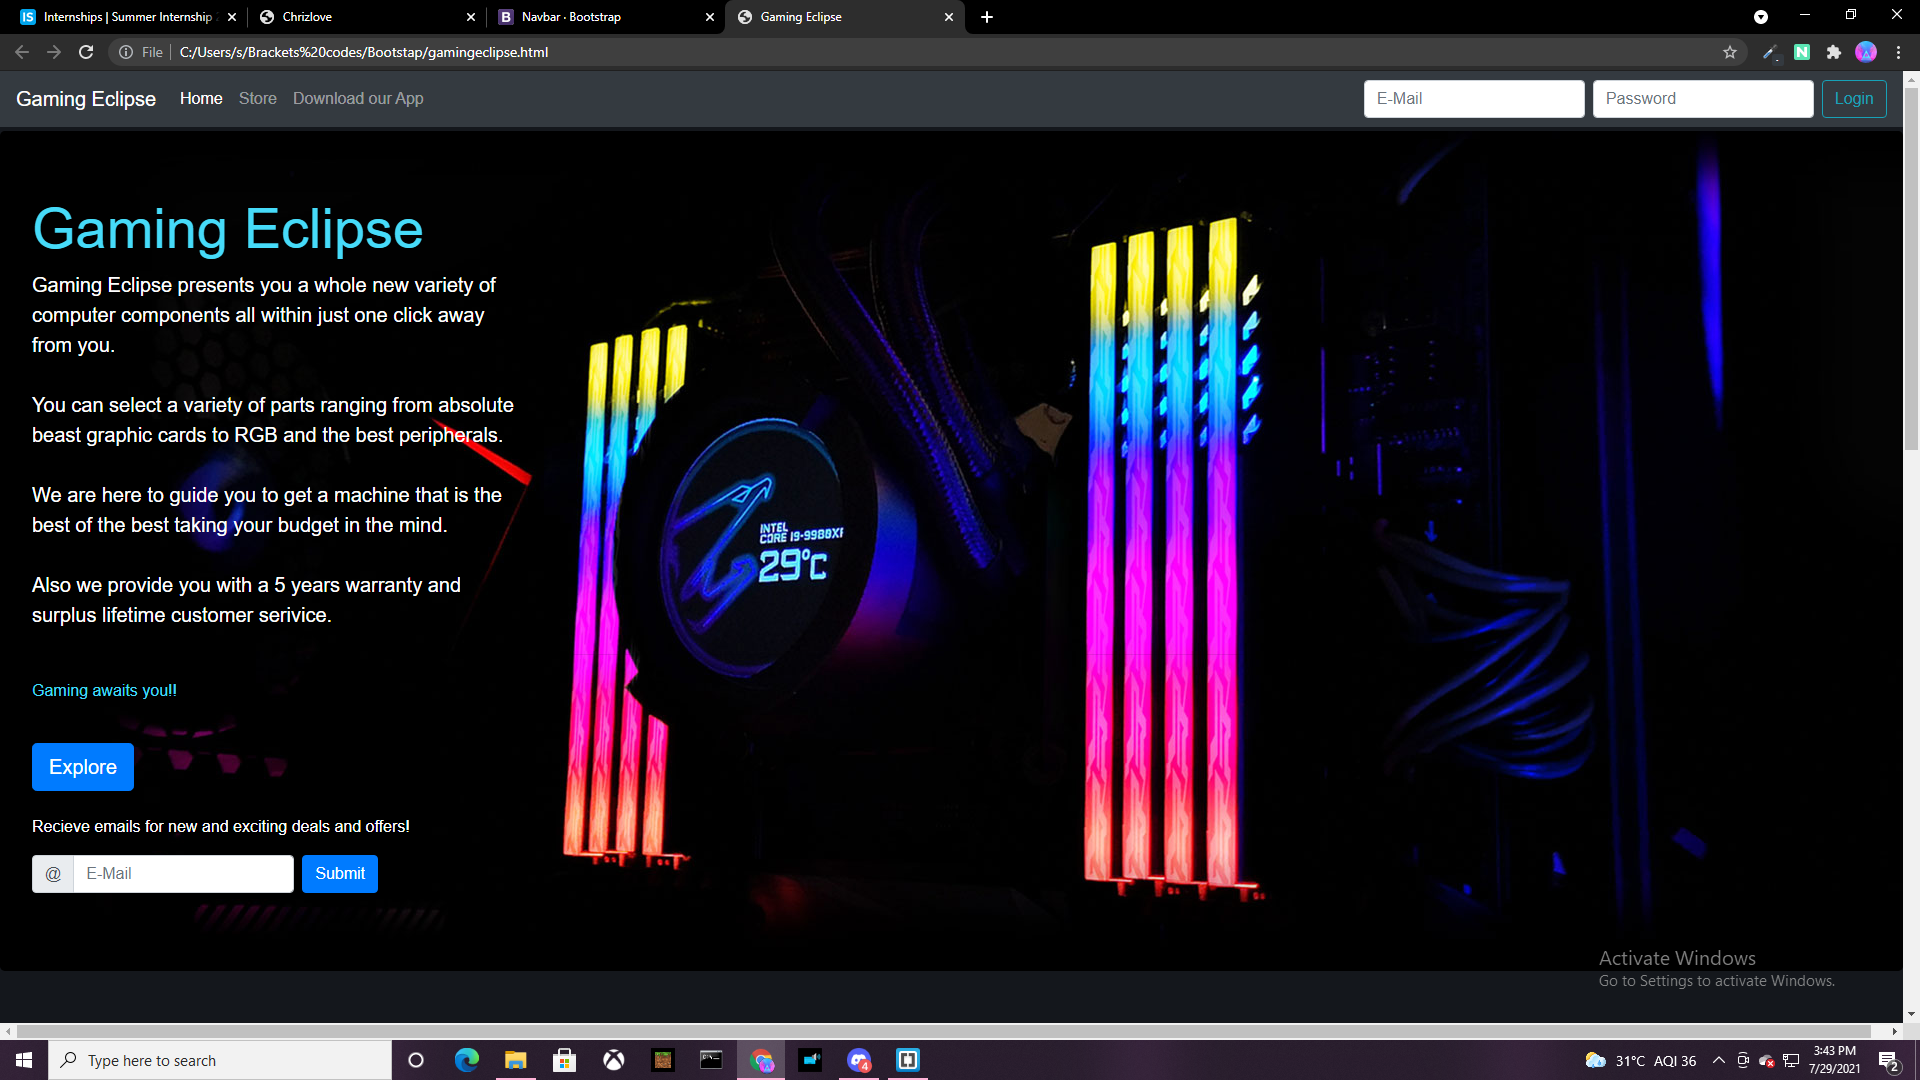 Internships | Summer Internship
Chrizlove
Navbar · Bootstrap
Gaming Eclipse
File
C:/Users/s/Brackets%20codes/Bootstap/gamingeclipse.html
Gaming Eclipse
Home
Store
Download our App
E-Mail
Password
Login
Gaming Eclipse
Gaming Eclipse presents you a whole new variety of
computer components all within just one click away
from you.
You can select a variety of parts ranging from absolute
beast graphic cards to RGB and the best peripherals.
We are here to guide you to get a machine that is the
best of the best taking your budget in the mind.
Also we provide you with a 5 years warranty and
surplus lifetime customer serivice.
INTEL
CORE I9-9980XE
29°C
Gaming awaits you!!
Explore
Recieve emails for new and exciting deals and offers!
@
E-Mail
Submit
Activate Windows
Go to Settings to activate Windows.
Type here to search
4
31°C
AQI 36
3:43 PM
7/29/2021
2